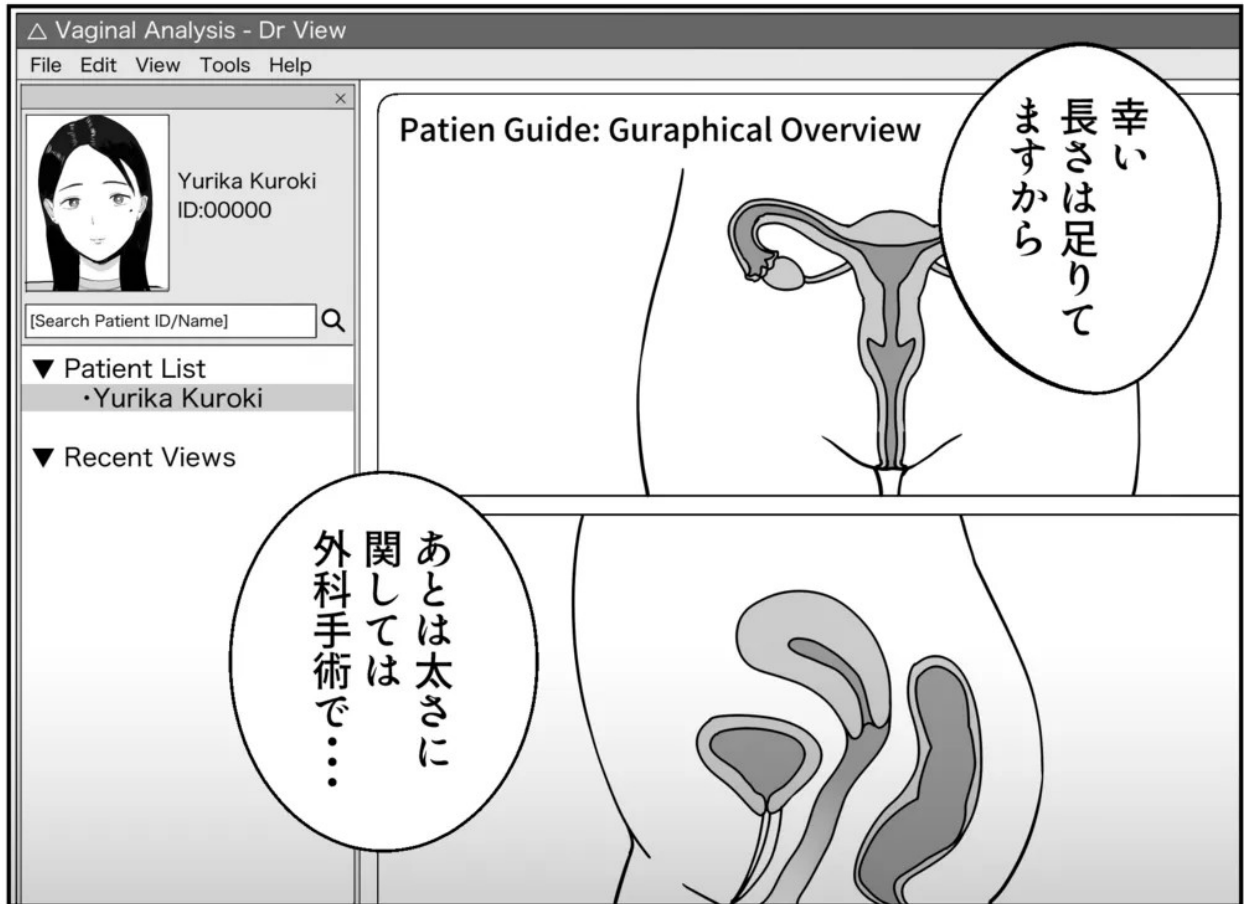 △ Vaginal Analysis - Dr View
File Edit View Tools Help
×
Yurika Kuroki
ID:00000
[Search Patient ID/Name]
▼ Patient List
・Yurika Kuroki
▼ Recent Views
Patien Guide: Guraphical Overview
幸い
長さは足りて
ますから
あとは太さに
関しては
外科手術で・・・